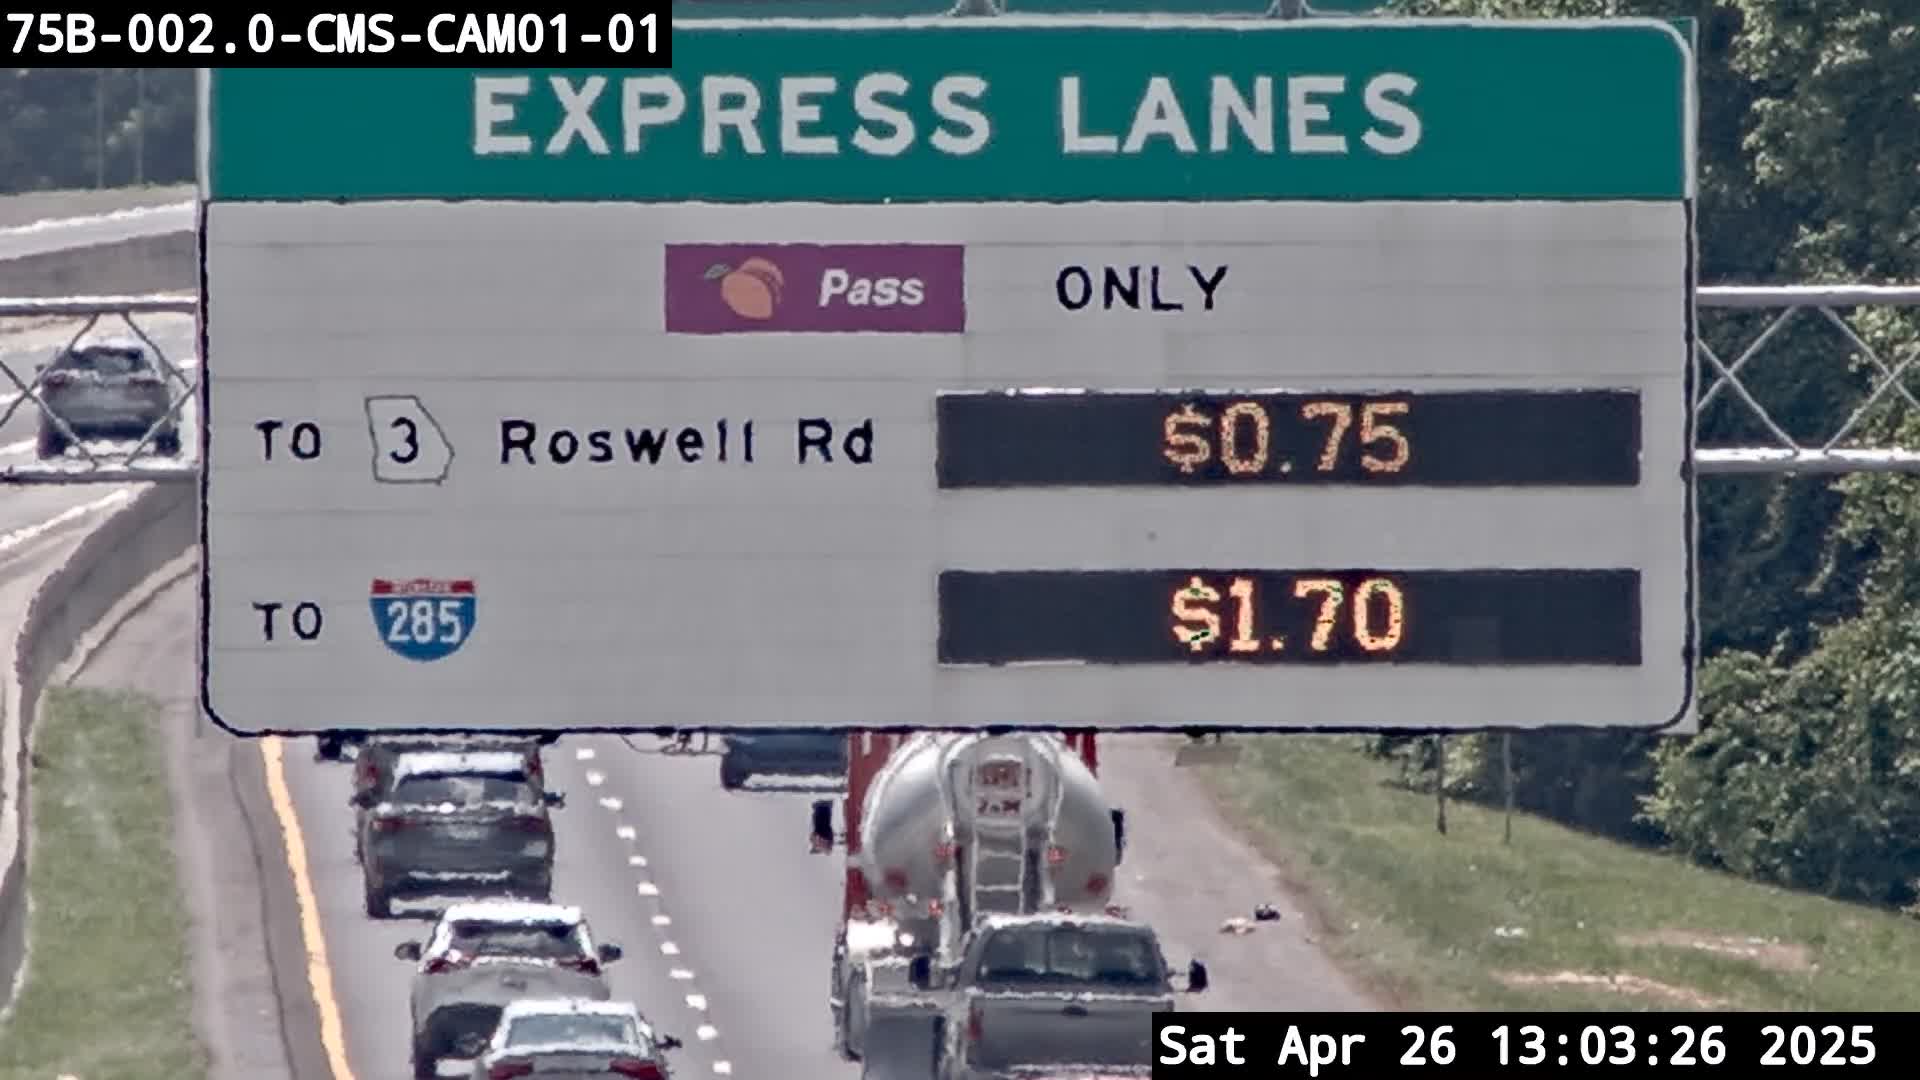 75B-002.0-CMS-CAM01-01
EXPRESS LANES
Pass ONLY
TO 3 Roswell Rd $0.75
TO 285 $1.70
Sat Apr 26 13:03:26 2025